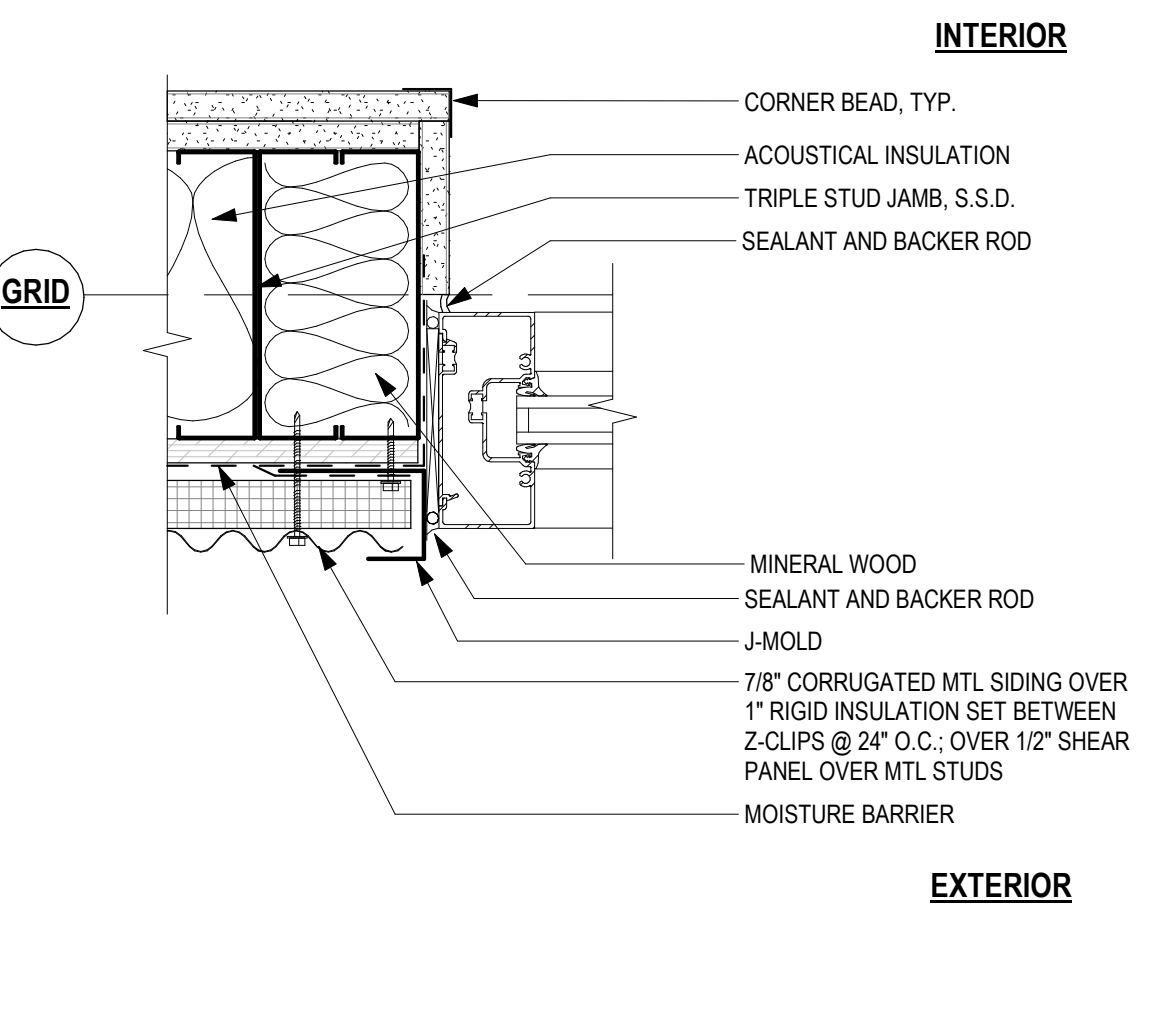 INTERIOR
CORNER BEAD, TYP.
ACOUSTICAL INSULATION
TRIPLE STUD JAMB, S.S.D.
SEALANT AND BACKER ROD
GRID
MINERAL WOOD
SEALANT AND BACKER ROD
J-MOLD
7/8" CORRUGATED MTL SIDING OVER
1" RIGID INSULATION SET BETWEEN
Z-CLIPS @ 24" O.C.; OVER 1/2" SHEAR
PANEL OVER MTL STUDS
MOISTURE BARRIER
EXTERIOR